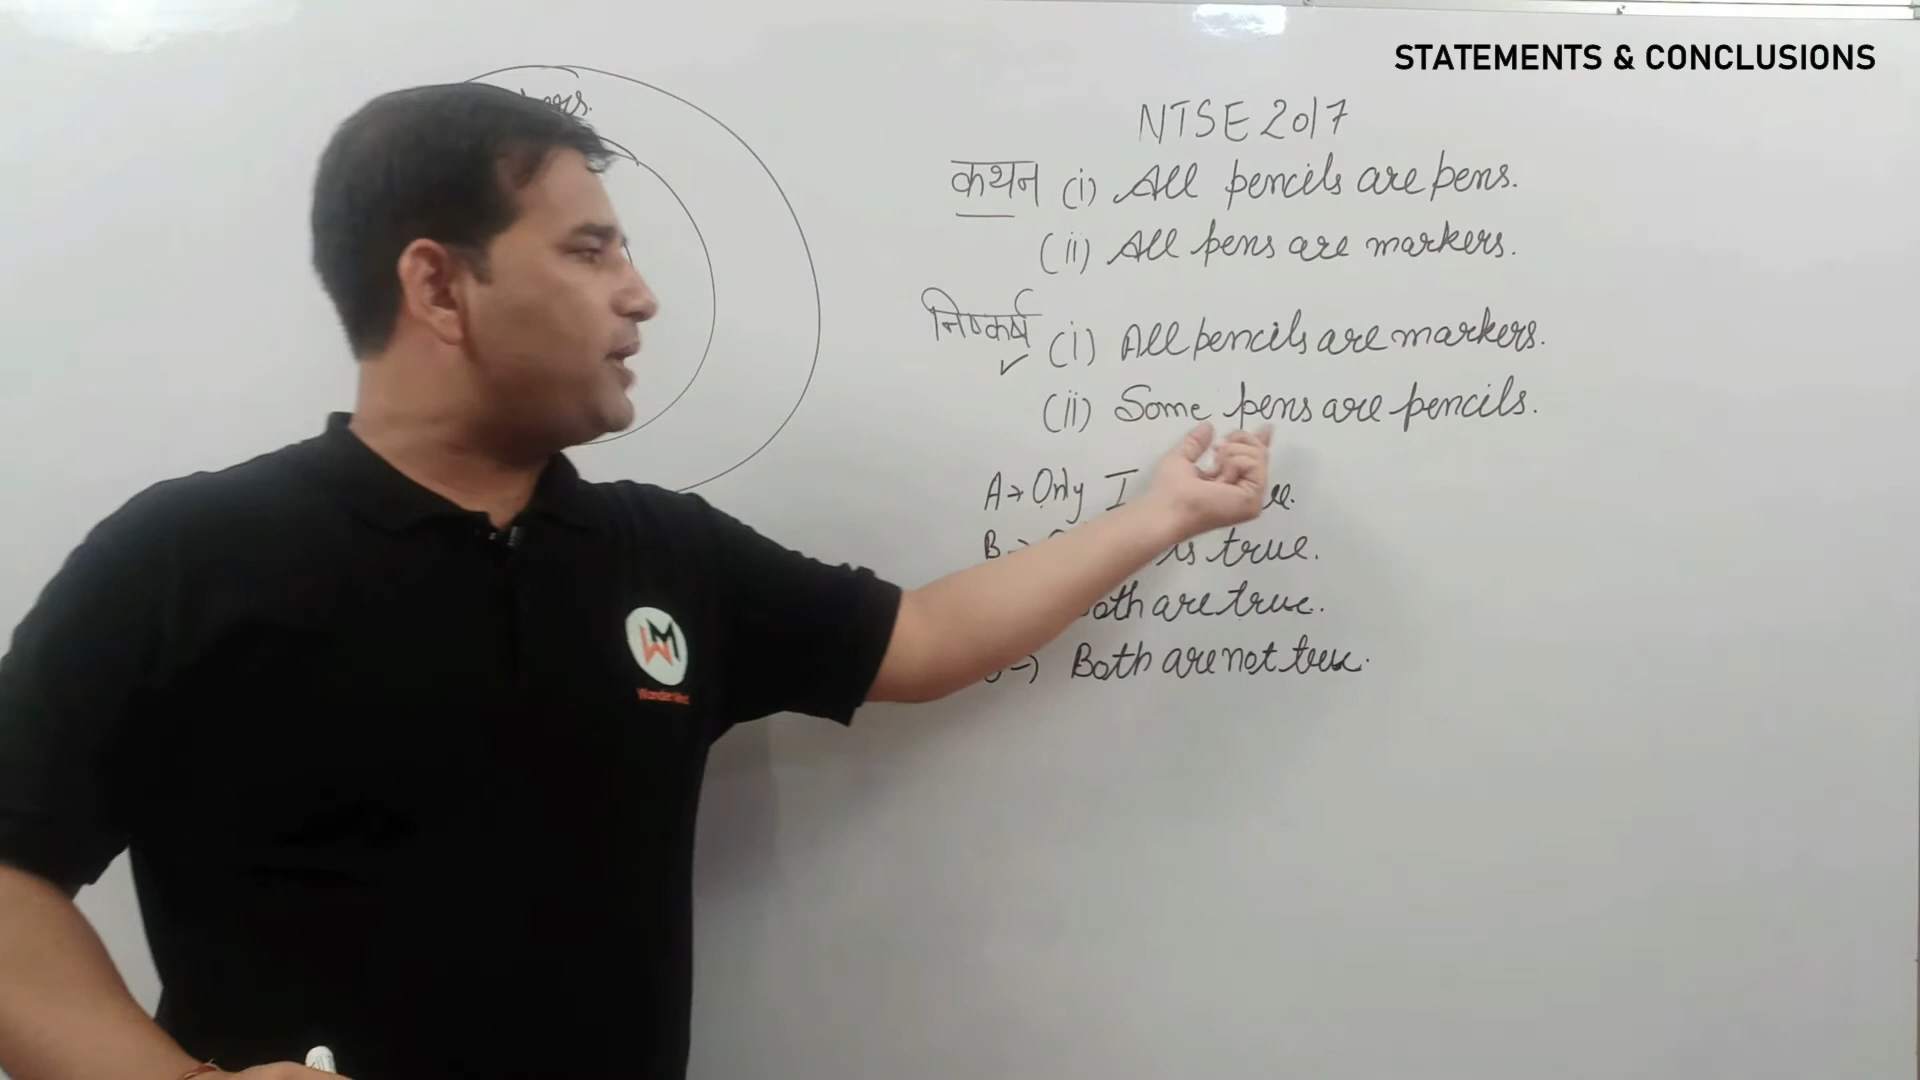 STATEMENTS & CONCLUSIONS
NTSE 2017
कथन (i) All pencils are pens.
(ii) All pens are markers.
निष्कर्ष (i) All pencils are markers.
✓
(ii) Some pens are pencils.
A→ Only I
B→ is true.
are true.
Both are not true.
WM